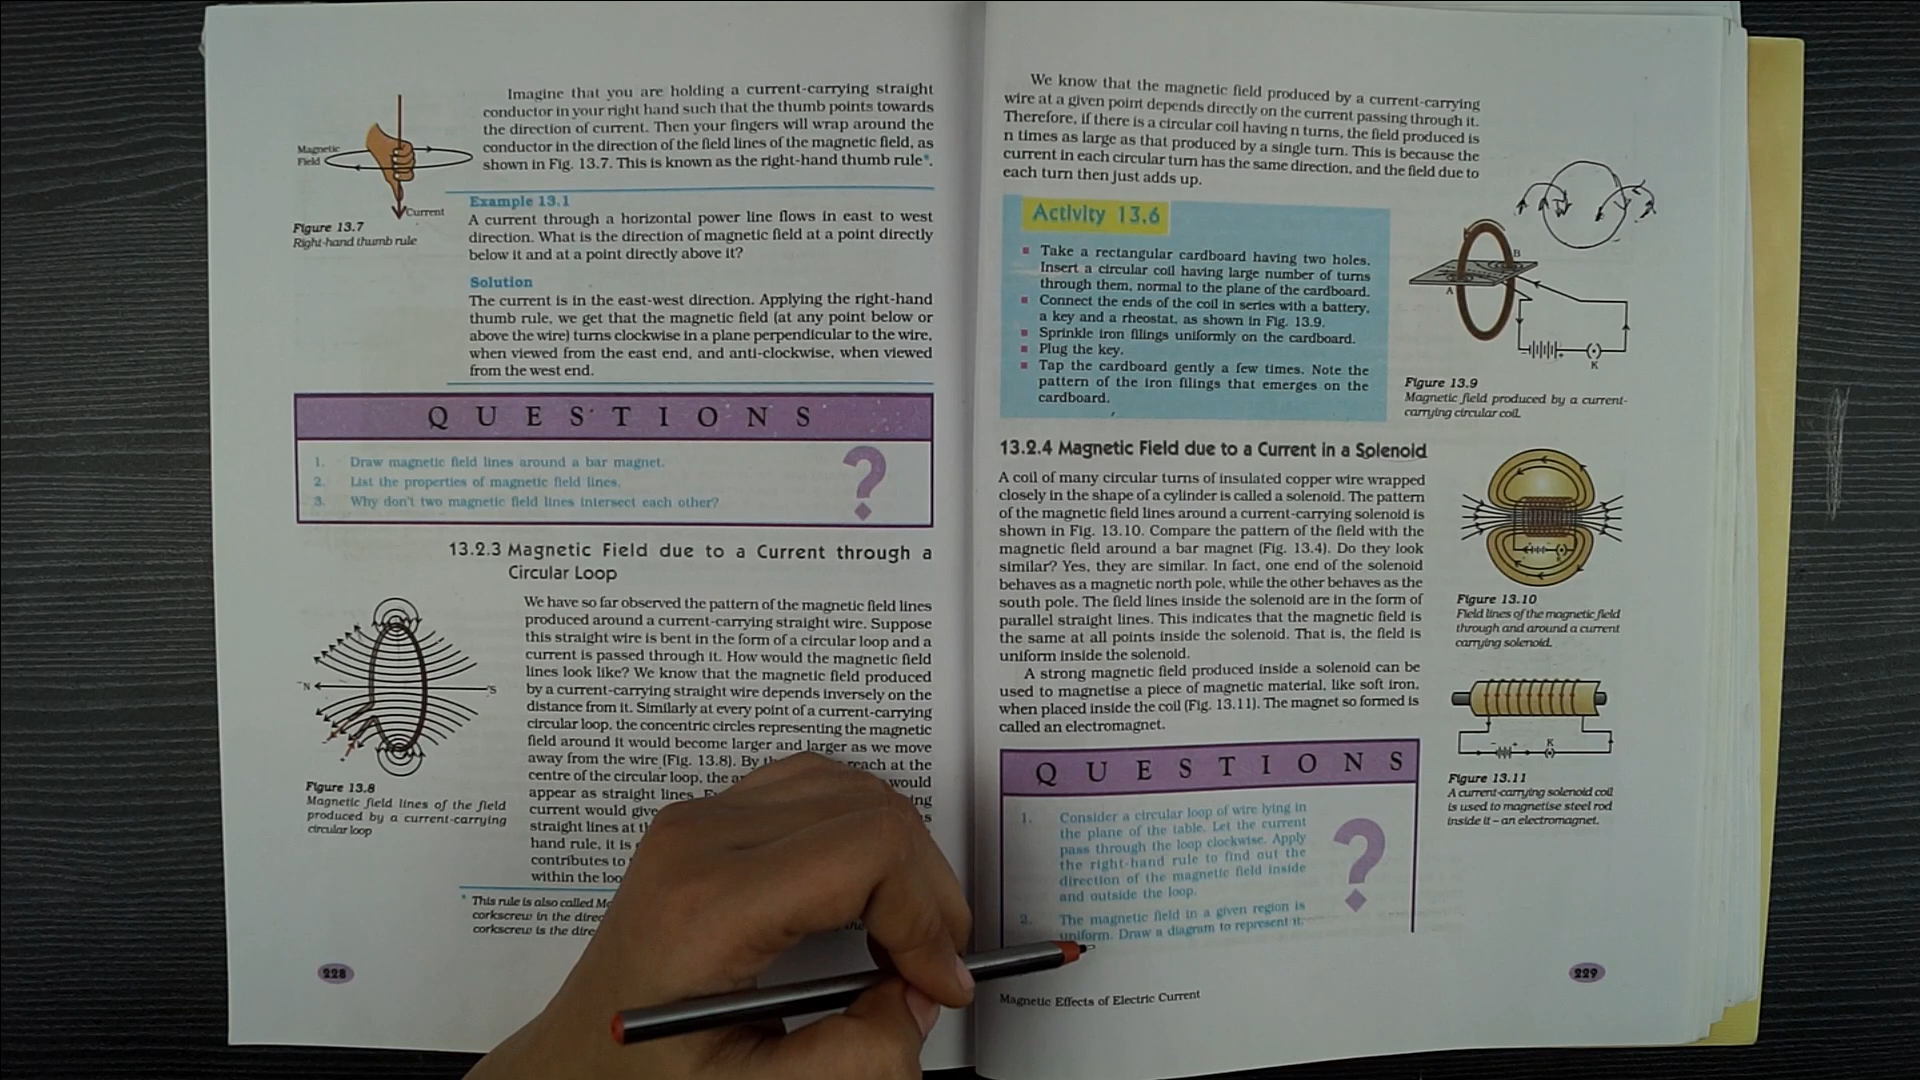 Imagine that you are holding a current-carrying straight
conductor in your right hand such that the thumb points towards
the direction of current. Then your fingers will wrap around the
conductor in the direction of the field lines of the magnetic field, as
shown in Fig. 13.7. This is known as the right-hand thumb rule*.
Magnetic
Field
Current
Figure 13.7
Right-hand thumb rule
Example 13.1
A current through a horizontal power line flows in east to west
direction. What is the direction of magnetic field at a point directly
below it and at a point directly above it?
Solution
The current is in the east-west direction. Applying the right-hand
thumb rule, we get that the magnetic field (at any point below or
above the wire) turns clockwise in a plane perpendicular to the wire,
when viewed from the east end, and anti-clockwise, when viewed
from the west end.
QUESTIONS
1. Draw magnetic field lines around a bar magnet.
2. List the properties of magnetic field lines.
3. Why don't two magnetic field lines intersect each other?
?
13.2.3 Magnetic Field due to a Current through a
Circular Loop
We have so far observed the pattern of the magnetic field lines
produced around a current-carrying straight wire. Suppose
this straight wire is bent in the form of a circular loop and a
current is passed through it. How would the magnetic field
lines look like? We know that the magnetic field produced
by a current-carrying straight wire depends inversely on the
distance from it. Similarly at every point of a current-carrying
circular loop, the concentric circles representing the magnetic
field around it would become larger and larger as we move
away from the wire (Fig. 13.8). By reach at the
centre of the circular loop, the would
appear as straight lines.
current would give
straight lines at
hand rule, it is
contributes to
within the
N
S
Figure 13.8
Magnetic field lines of the field
produced by a current-carrying
circular loop
* This rule is also called
corkscrew in the
corkscrew is the
228
We know that the magnetic field produced by a current-carrying
wire at a given point depends directly on the current passing through it.
Therefore, if there is a circular coil having n turns, the field produced is
n times as large as that produced by a single turn. This is because the
current in each circular turn has the same direction, and the field due to
each turn then just adds up.
Activity 13.6
Take a rectangular cardboard having two holes.
Insert a circular coil having large number of turns
through them, normal to the plane of the cardboard.
Connect the ends of the coil in series with a battery,
a key and a rheostat, as shown in Fig. 13.9.
Sprinkle iron filings uniformly on the cardboard.
Plug the key.
Tap the cardboard gently a few times. Note the
pattern of the iron filings that emerges on the
cardboard.
B
A
K
Figure 13.9
Magnetic field produced by a current-
carrying circular coil.
13.2.4 Magnetic Field due to a Current in a Solenoid
A coil of many circular turns of insulated copper wire wrapped
closely in the shape of a cylinder is called a solenoid. The pattern
of the magnetic field lines around a current-carrying solenoid is
shown in Fig. 13.10. Compare the pattern of the field with the
magnetic field around a bar magnet (Fig. 13.4). Do they look
similar? Yes, they are similar. In fact, one end of the solenoid
behaves as a magnetic north pole, while the other behaves as the
south pole. The field lines inside the solenoid are in the form of
parallel straight lines. This indicates that the magnetic field is
the same at all points inside the solenoid. That is, the field is
uniform inside the solenoid.
A strong magnetic field produced inside a solenoid can be
used to magnetise a piece of magnetic material, like soft iron,
when placed inside the coil (Fig. 13.11). The magnet so formed is
called an electromagnet.
Figure 13.10
Field lines of the magnetic field
through and around a current
carrying solenoid.
K
Figure 13.11
A current-carrying solenoid coil
is used to magnetise steel rod
inside it – an electromagnet.
QUESTIONS
1. Consider a circular loop of wire lying in
the plane of the table. Let the current
pass through the loop clockwise. Apply
the right-hand rule to find out the
direction of the magnetic field inside
and outside the loop.
2. The magnetic field in a given region is
uniform. Draw a diagram to represent it.
?
Magnetic Effects of Electric Current
229